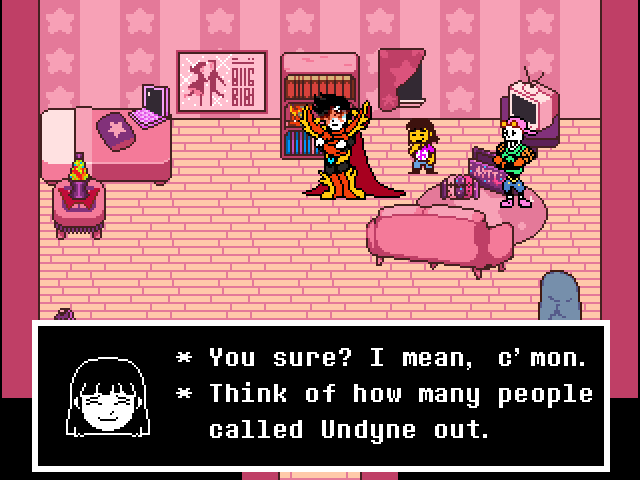 * You sure? I mean, c'mon.
* Think of how many people
called Undyne out.